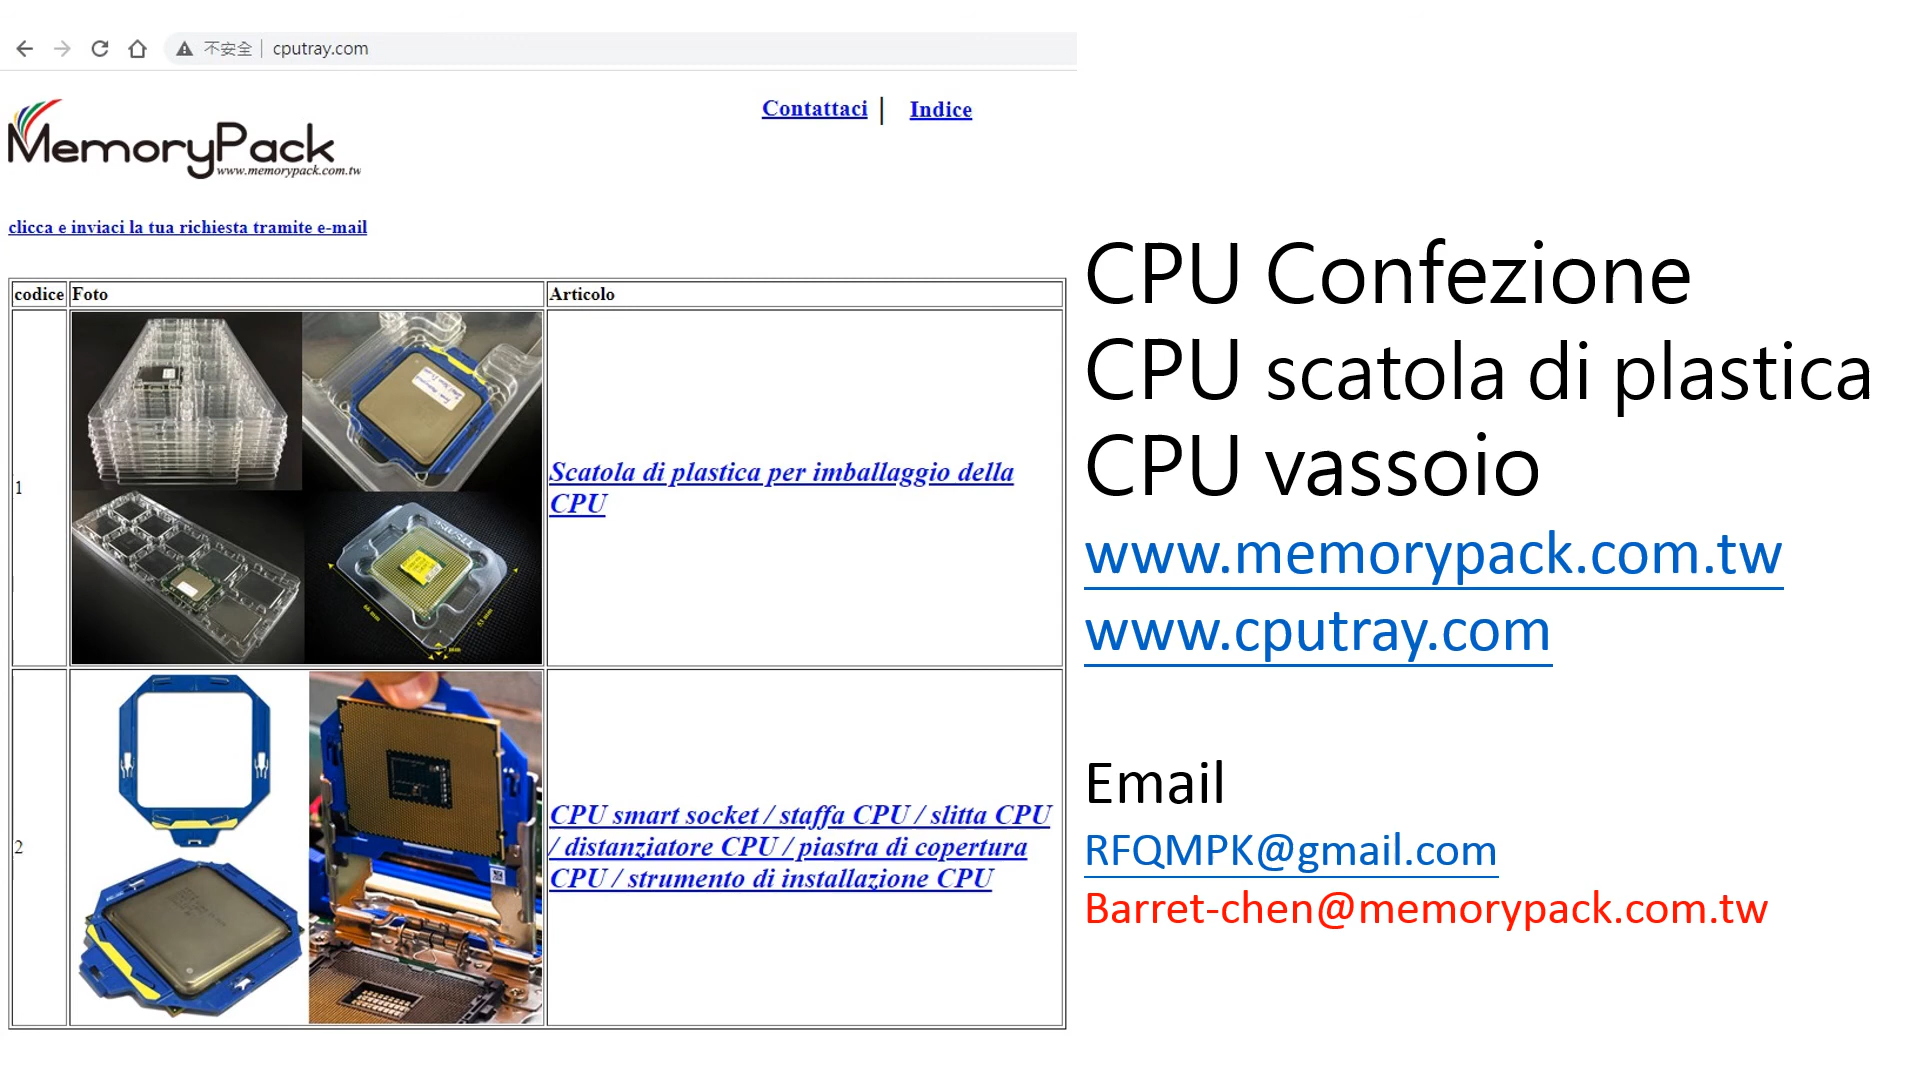 不安全 | cputray.com
Contattaci | Indice
MemoryPack
www.memorypack.com.tw
clicca e inviaci la tua richiesta tramite e-mail
codice Foto Articolo
1
66 mm
mm
Scatola di plastica per imballaggio della
CPU
2
CPU smart socket / staffa CPU / slitta CPU
/ distanziatore CPU / piastra di copertura
CPU / strumento di installazione CPU
CPU Confezione
CPU scatola di plastica
CPU vassoio
www.memorypack.com.tw
www.cputray.com
Email
RFQMPK@gmail.com
Barret-chen@memorypack.com.tw